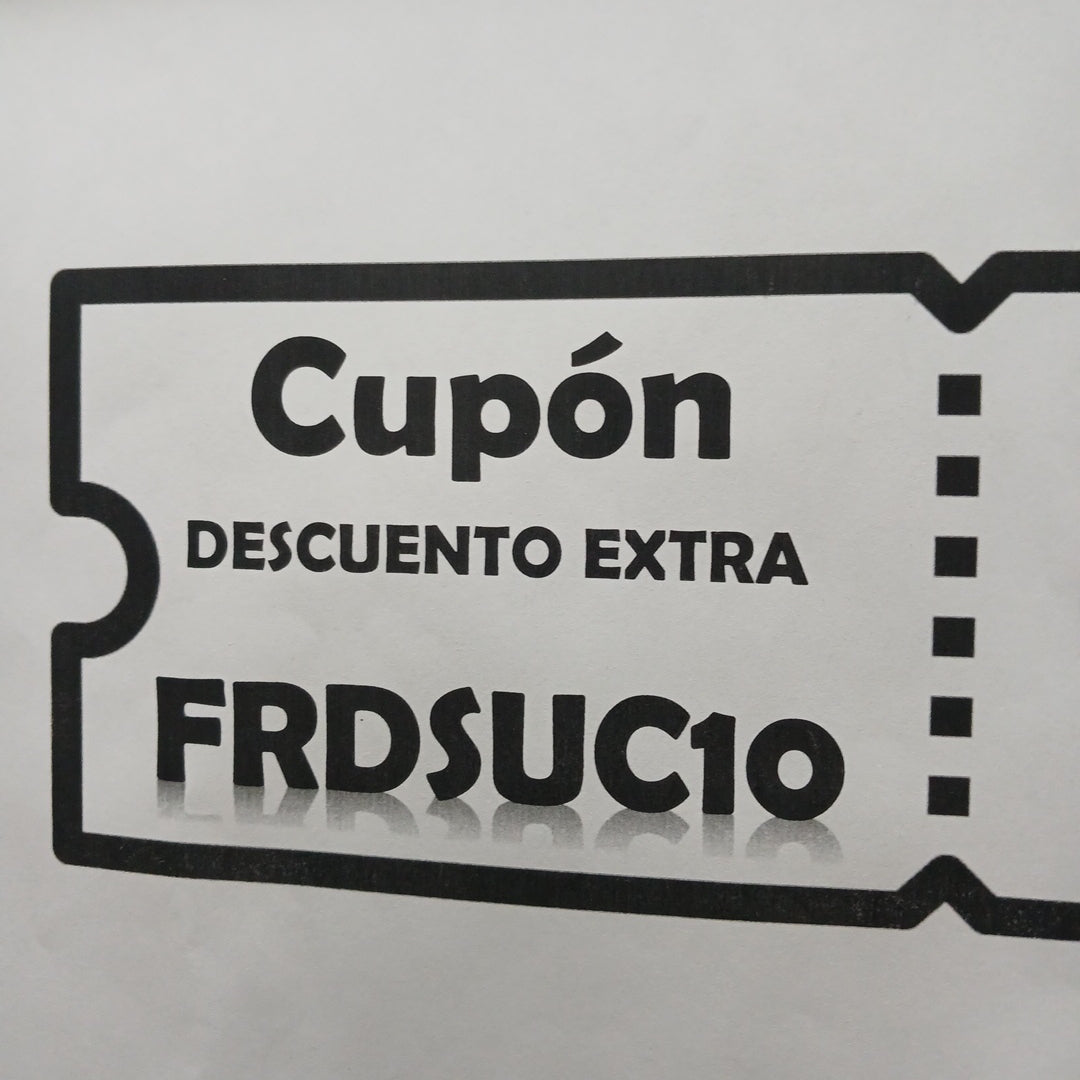 Cupón
DESCUENTO EXTRA
FRDSUC10